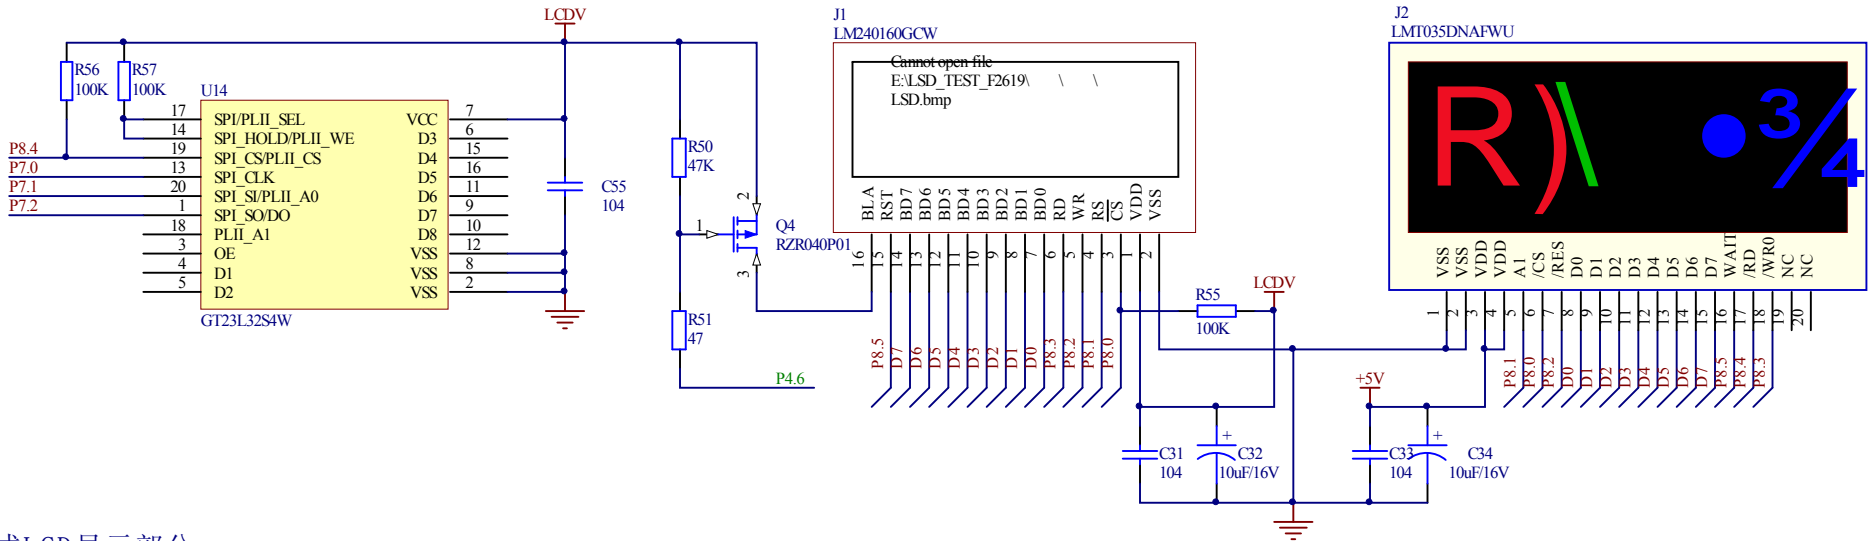 LCDV
J1
LM240160GCW
J2
LMT035DNAFWU
R56
100K
R57
100K
U14
17 SPI/PLII_SEL VCC 7
14 SPI_HOLD/PLII_WE D3 6
P8.4 19 SPI_CS/PLII_CS D4 15
P7.0 13 SPI_CLK D5 16
P7.1 20 SPI_SI/PLII_A0 D6 11
P7.2 1 SPI_SO/DO D7 9
18 PLII_A1 D8 10
3 OE VSS 12
4 D1 VSS 8
5 D2 VSS 2
GT23L32S4W
C55
104
R50
47K
2
1
3
Q4
RZR040P01
R51
47
P4.6
Cannot open file
E:\LSD_TEST_F2619\ \ \
LSD.bmp
BLA RST BD7 BD6 BD5 BD4 BD3 BD2 BD1 BD0 RD WR RS CS VDD VSS
16 15 14 13 12 11 10 9 8 7 6 5 4 3 1 2
P8.5 D7 D6 D5 D4 D3 D2 D1 D0 P8.3 P8.2 P8.1 P8.0
R55
100K
LCDV
C31
104
+
C32
10uF/16V
R)\ •¾
VSS VSS VDD VDD A1 /CS /RES D0 D1 D2 D3 D4 D5 D6 D7 WAIT /RD /WR0 NC NC
1 2 3 4 5 6 7 8 9 10 11 12 13 14 15 16 17 18 19 20
P8.1 P8.0 P8.2 D0 D1 D2 D3 D4 D5 D6 D7 P8.5 P8.4 P8.3
+5V
C33
104
+
C34
10uF/16V
LCD显示部分